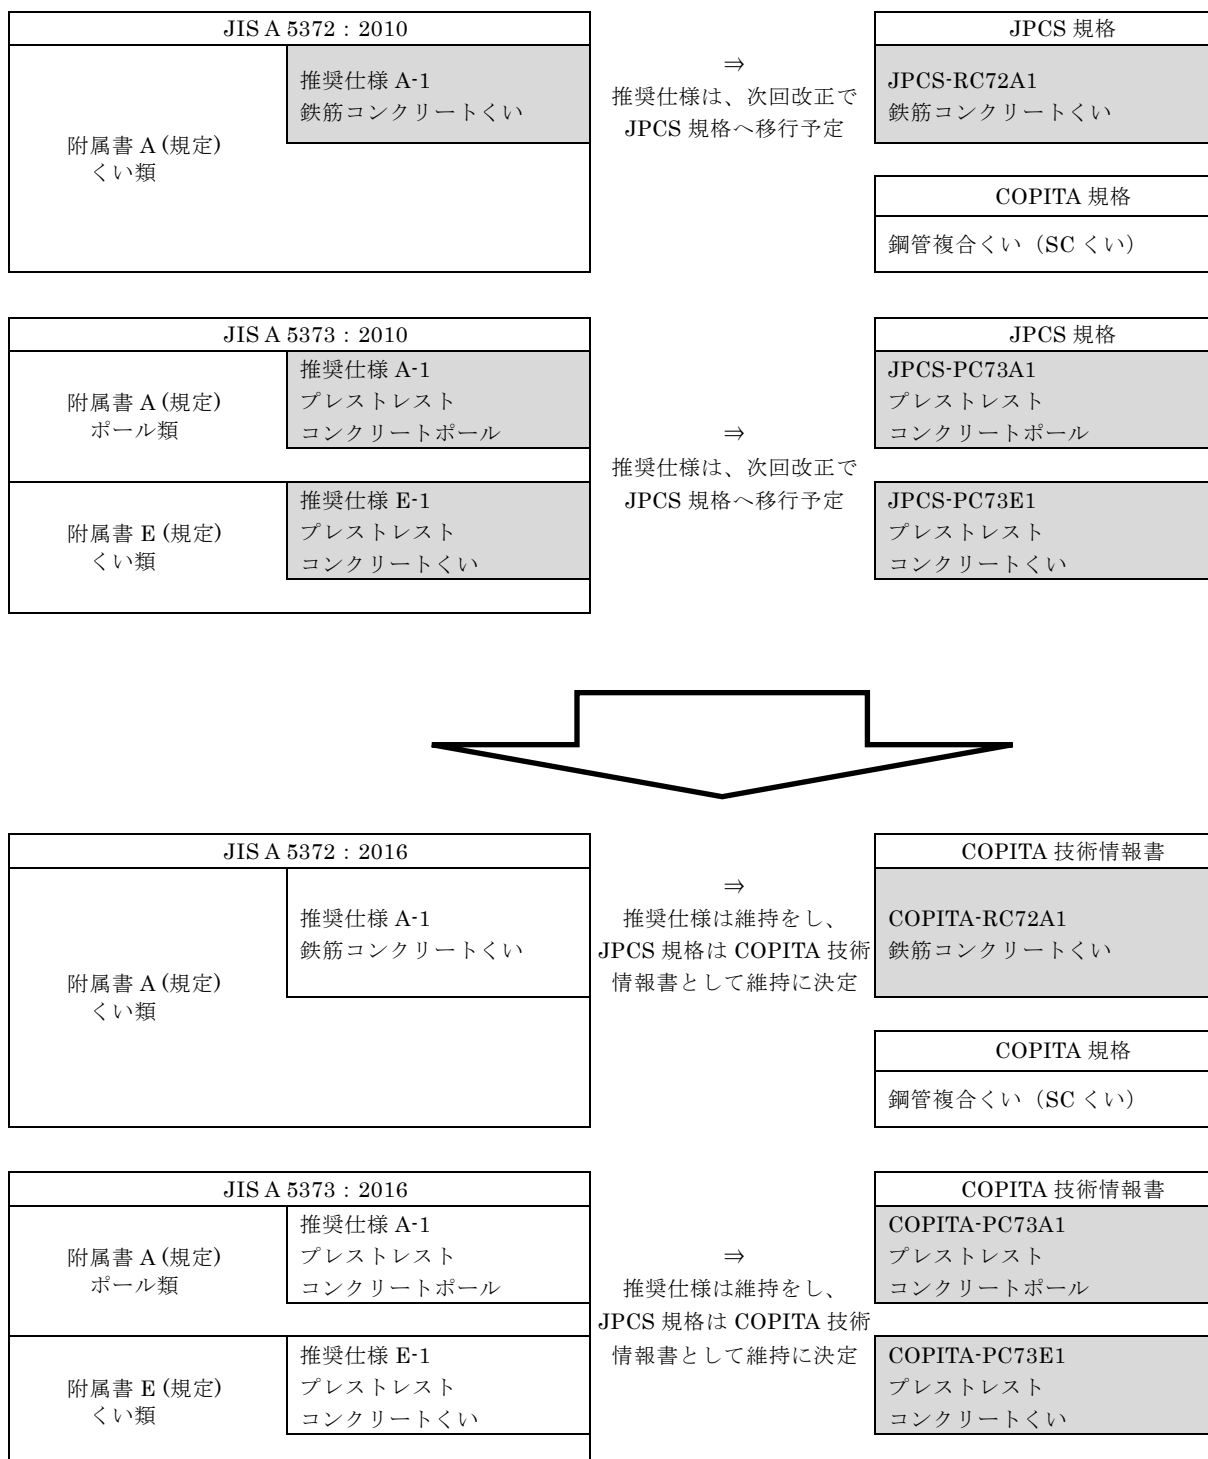 JIS A 5372：2010
附属書 A (規定)
くい類
推奨仕様 A-1
鉄筋コンクリートくい
⇒
推奨仕様は、次回改正で
JPCS 規格へ移行予定
JPCS 規格
JPCS-RC72A1
鉄筋コンクリートくい
COPITA 規格
鋼管複合くい（SC くい）
JIS A 5373：2010
附属書 A (規定)
ポール類
推奨仕様 A-1
プレストレスト
コンクリートポール
附属書 E (規定)
くい類
推奨仕様 E-1
プレストレスト
コンクリートくい
⇒
推奨仕様は、次回改正で
JPCS 規格へ移行予定
JPCS 規格
JPCS-PC73A1
プレストレスト
コンクリートポール
JPCS-PC73E1
プレストレスト
コンクリートくい
JIS A 5372：2016
附属書 A (規定)
くい類
推奨仕様 A-1
鉄筋コンクリートくい
⇒
推奨仕様は維持をし、
JPCS 規格は COPITA 技術
情報書として維持に決定
COPITA 技術情報書
COPITA-RC72A1
鉄筋コンクリートくい
COPITA 規格
鋼管複合くい（SC くい）
JIS A 5373：2016
附属書 A (規定)
ポール類
推奨仕様 A-1
プレストレスト
コンクリートポール
附属書 E (規定)
くい類
推奨仕様 E-1
プレストレスト
コンクリートくい
⇒
推奨仕様は維持をし、
JPCS 規格は COPITA 技術
情報書として維持に決定
COPITA 技術情報書
COPITA-PC73A1
プレストレスト
コンクリートポール
COPITA-PC73E1
プレストレスト
コンクリートくい